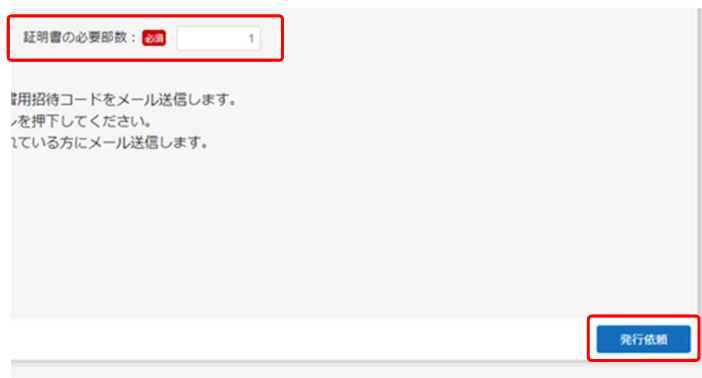 証明書の必要部数： 必須 1
用招待コードをメール送信します。
を押下してください。
れている方にメール送信します。
発行依頼